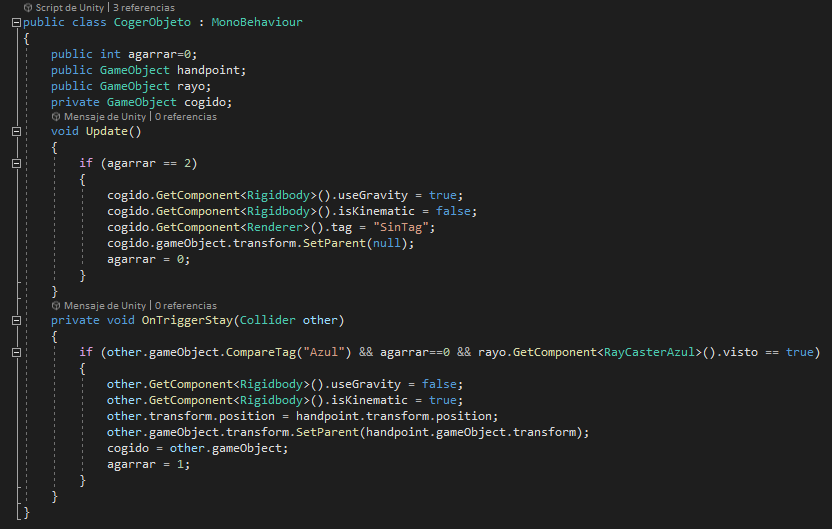 Script de Unity | 3 referencias
public class CogerObjeto : MonoBehaviour
{
public int agarrar=0;
public GameObject handpoint;
public GameObject rayo;
private GameObject cogido;
Mensaje de Unity | 0 referencias
void Update()
{
if (agarrar == 2)
{
cogido.GetComponent<Rigidbody>().useGravity = true;
cogido.GetComponent<Rigidbody>().isKinematic = false;
cogido.GetComponent<Renderer>().tag = "SinTag";
cogido.gameObject.transform.SetParent(null);
agarrar = 0;
}
}
Mensaje de Unity | 0 referencias
private void OnTriggerStay(Collider other)
{
if (other.gameObject.CompareTag("Azul") && agarrar==0 && rayo.GetComponent<RayCasterAzul>().visto == true)
{
other.GetComponent<Rigidbody>().useGravity = false;
other.GetComponent<Rigidbody>().isKinematic = true;
other.transform.position = handpoint.transform.position;
other.gameObject.transform.SetParent(handpoint.gameObject.transform);
cogido = other.gameObject;
agarrar = 1;
}
}
}